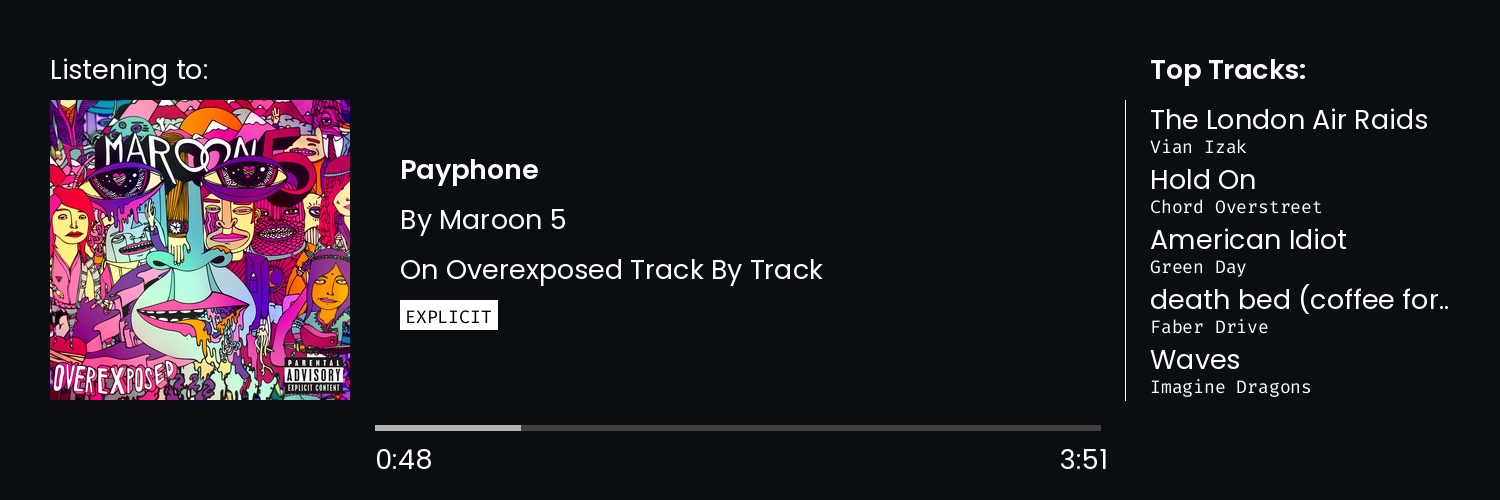 Listening to:
MAROON 5
OVEREXPOSED
PARENTAL
ADVISORY
EXPLICIT CONTENT
Payphone
By Maroon 5
On Overexposed Track By Track
EXPLICIT
0:48
3:51
Top Tracks:
The London Air Raids
Vian Izak
Hold On
Chord Overstreet
American Idiot
Green Day
death bed (coffee for..
Faber Drive
Waves
Imagine Dragons